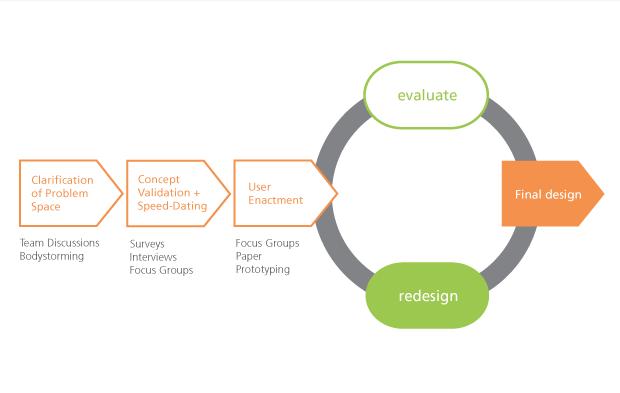 Clarification
of Problem
Space
Team Discussions
Bodystorming
Concept
Validation +
Speed-Dating
Surveys
Interviews
Focus Groups
User
Enactment
Focus Groups
Paper
Prototyping
evaluate
redesign
Final design